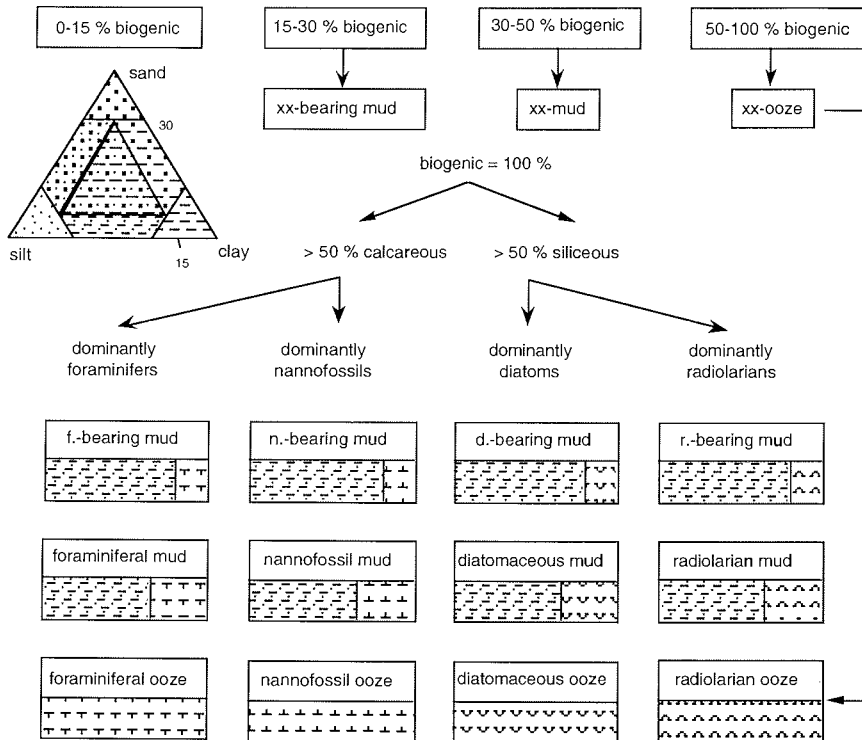 0-15 % biogenic
15-30 % biogenic
30-50 % biogenic
50-100 % biogenic
sand
30
silt
clay
15
xx-bearing mud
xx-mud
xx-ooze
biogenic = 100 %
> 50 % calcareous
> 50 % siliceous
dominantly
foraminifers
dominantly
nannofossils
dominantly
diatoms
dominantly
radiolarians
f.-bearing mud
n.-bearing mud
d.-bearing mud
r.-bearing mud
foraminiferal mud
nannofossil mud
diatomaceous mud
radiolarian mud
foraminiferal ooze
nannofossil ooze
diatomaceous ooze
radiolarian ooze